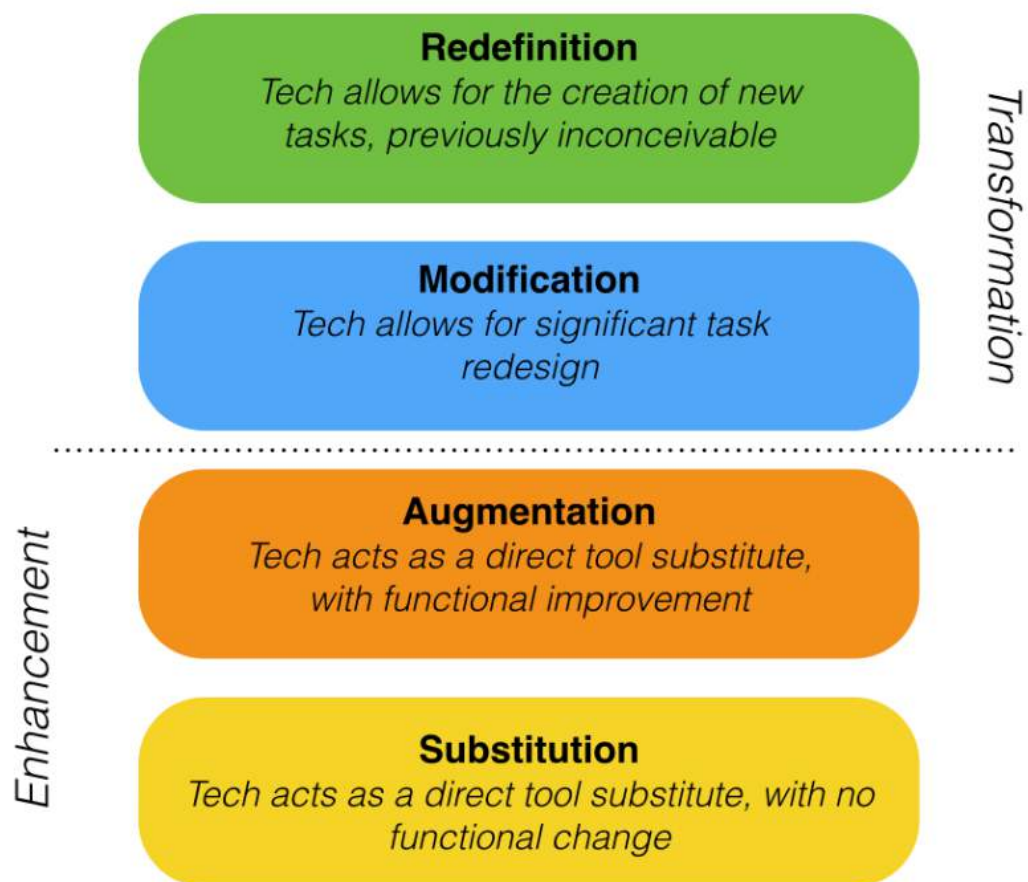 Redefinition
Tech allows for the creation of new
tasks, previously inconceivable
Transformation
Modification
Tech allows for significant task
redesign
Augmentation
Tech acts as a direct tool substitute,
with functional improvement
Enhancement
Substitution
Tech acts as a direct tool substitute, with no
functional change